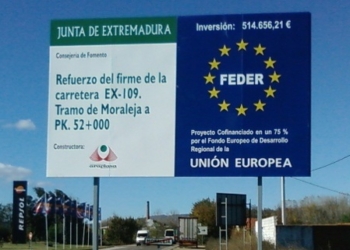 JUNTA DE EXTREMADURA
Consejería de Fomento
Refuerzo del firme de la
carretera EX-109.
Tramo de Moraleja a
PK. 52+000
Constructora:
Inversión: 514.656,21 €
FEDER
Proyecto Cofinanciado en un 75 %
por el Fondo Europeo de Desarrollo
Regional de la
UNIÓN EUROPEA
REPSOL